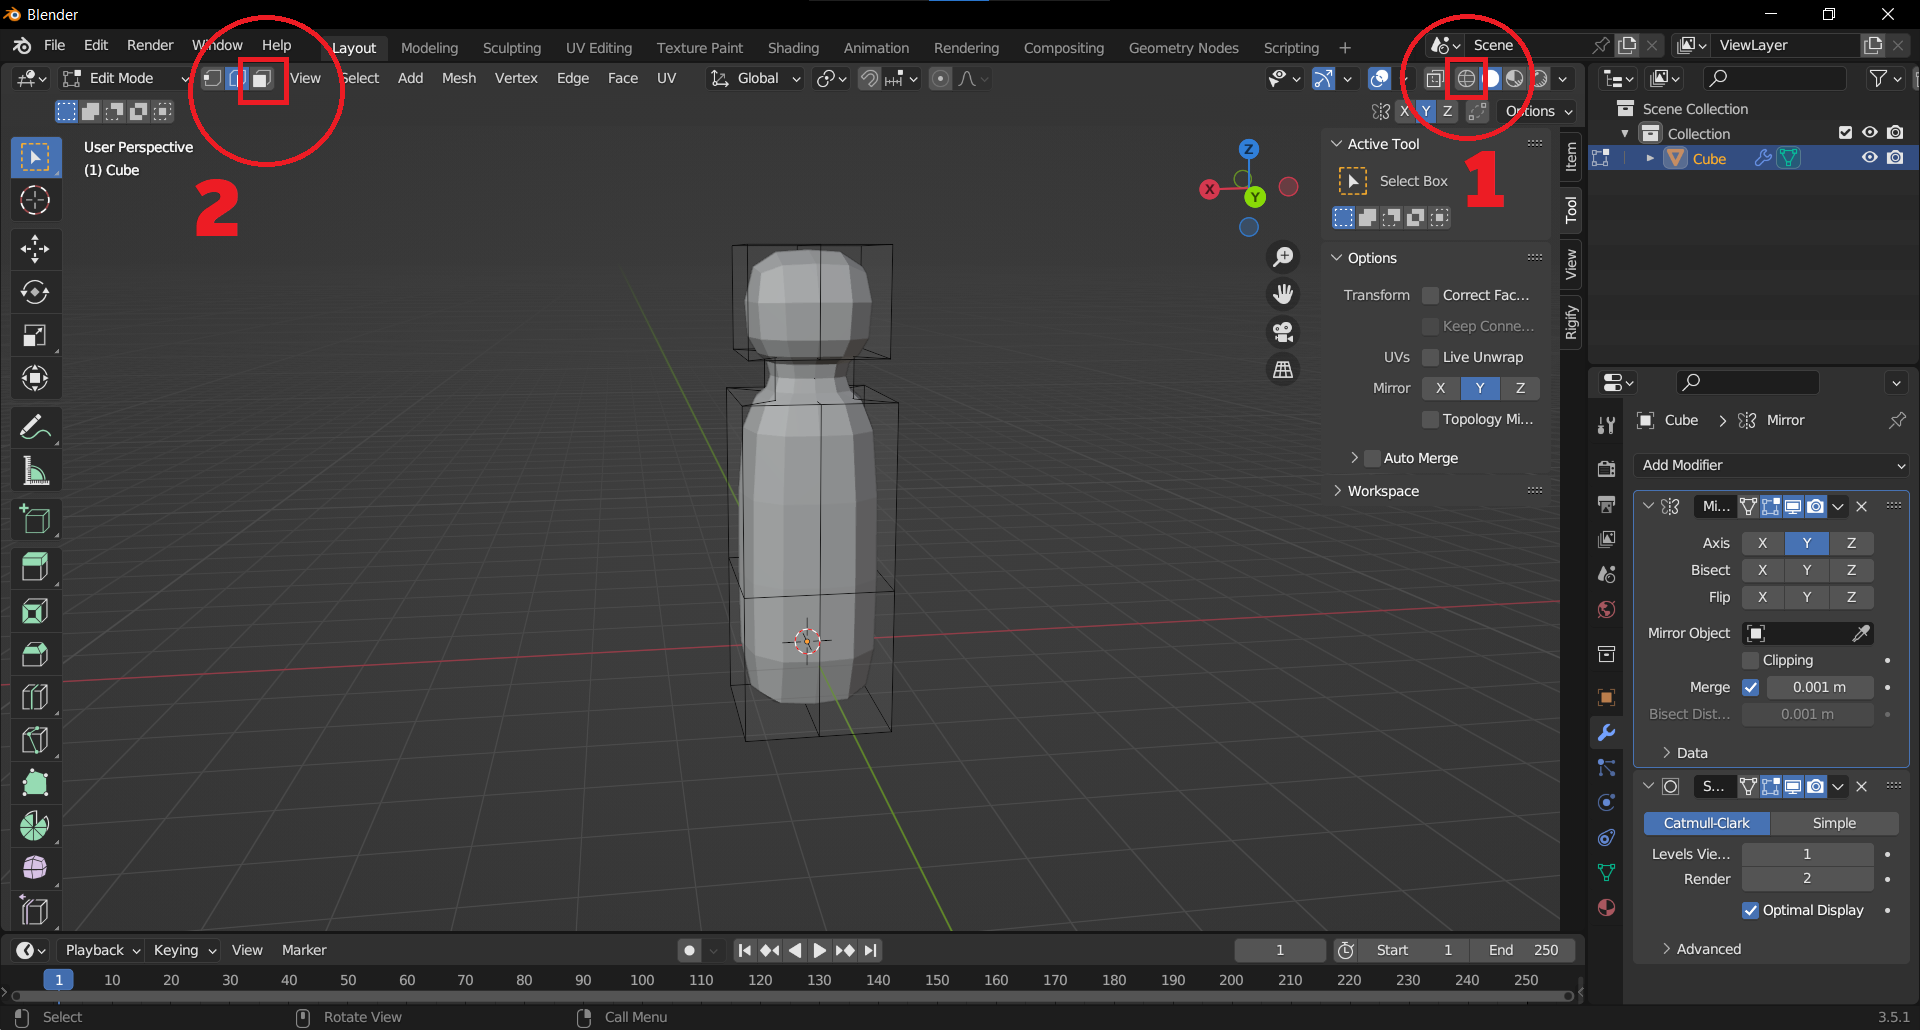 Blender
File Edit Render Window Help Layout Modeling Sculpting UV Editing Texture Paint Shading Animation Rendering Compositing Geometry Nodes Scripting + Scene ViewLayer
Edit Mode View Select Add Mesh Vertex Edge Face UV Global
X Y Z Options
User Perspective
(1) Cube
2
1
Z
X
Y
Active Tool
Select Box
Options
Transform Correct Fac...
Keep Conne...
UVs Live Unwrap
Mirror X Y Z
Topology Mi...
Auto Merge
Workspace
Item
Tool
View
Rigify
Scene Collection
Collection
Cube
Cube > Mirror
Add Modifier
Mi...
Axis X Y Z
Bisect X Y Z
Flip X Y Z
Mirror Object
Clipping
Merge 0.001 m
Bisect Dist... 0.001 m
Data
S...
Catmull-Clark Simple
Levels Vie... 1
Render 2
Optimal Display
Advanced
Playback Keying View Marker 1 Start 1 End 250
1 10 20 30 40 50 60 70 80 90 100 110 120 130 140 150 160 170 180 190 200 210 220 230 240 250
Select Rotate View Call Menu 3.5.1